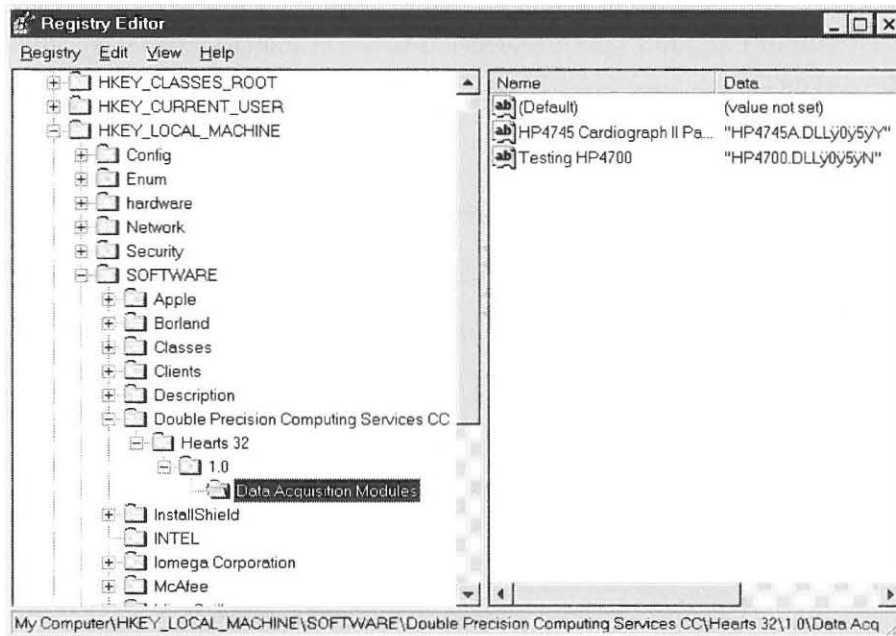 Registry Editor
Registry Edit View Help
HKEY_CLASSES_ROOT
HKEY_CURRENT_USER
HKEY_LOCAL_MACHINE
Config
Enum
hardware
Network
Security
SOFTWARE
Apple
Borland
Classes
Clients
Description
Double Precision Computing Services CC
Hearts 32
1.0
Data Acquisition Modules
InstallShield
INTEL
Iomega Corporation
McAfee
Name Data
(Default) (value not set)
HP4745 Cardiograph II Pa... "HP4745A.DLLÿ0ÿ5ÿY"
Testing HP4700 "HP4700.DLLÿ0ÿ5ÿN"
My Computer\HKEY_LOCAL_MACHINE\SOFTWARE\Double Precision Computing Services CC\Hearts 32\1.0\Data Acq